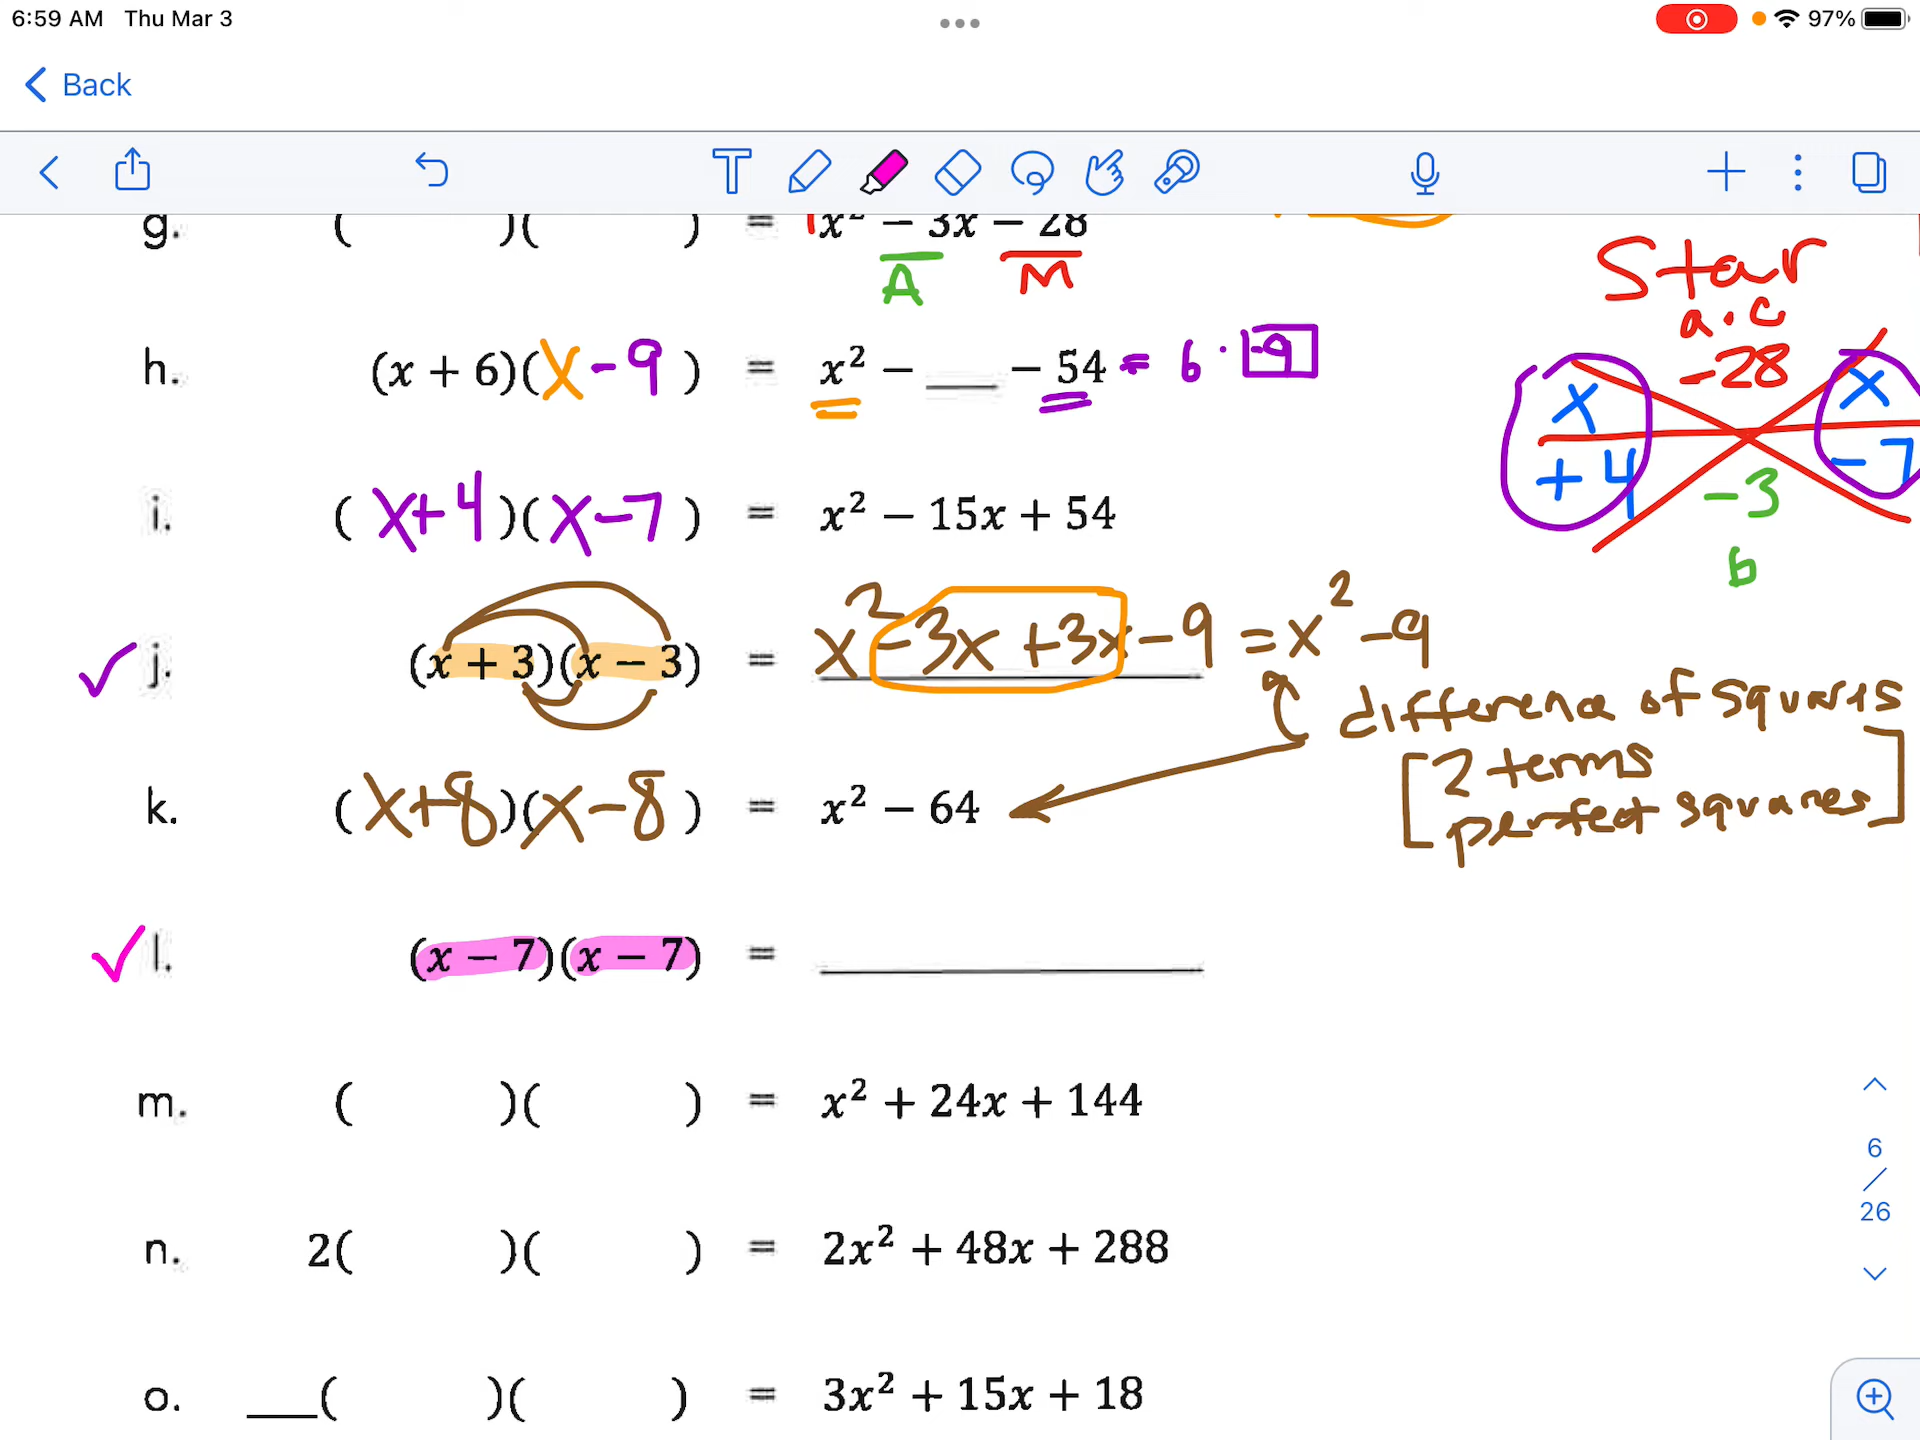 6:59 AM Thu Mar 3 97%
Back
g. ( )( ) = 1x² − 3x − 28
A M
Star
a·c
-28
x x
+4 -7
-3
b
h. (x + 6)(x-9) = x² − ___ − 54 = 6 · -9
i. (x+4)(x-7) = x² − 15x + 54
j. (x + 3)(x − 3) = x²-3x+3x-9 = x²-9
difference of squares
[2 terms
perfect squares]
k. (x+8)(x-8) = x² − 64
l. (x − 7)(x − 7) = ___
m. ( )( ) = x² + 24x + 144
n. 2( )( ) = 2x² + 48x + 288
o. ___( )( ) = 3x² + 15x + 18
6
/
26